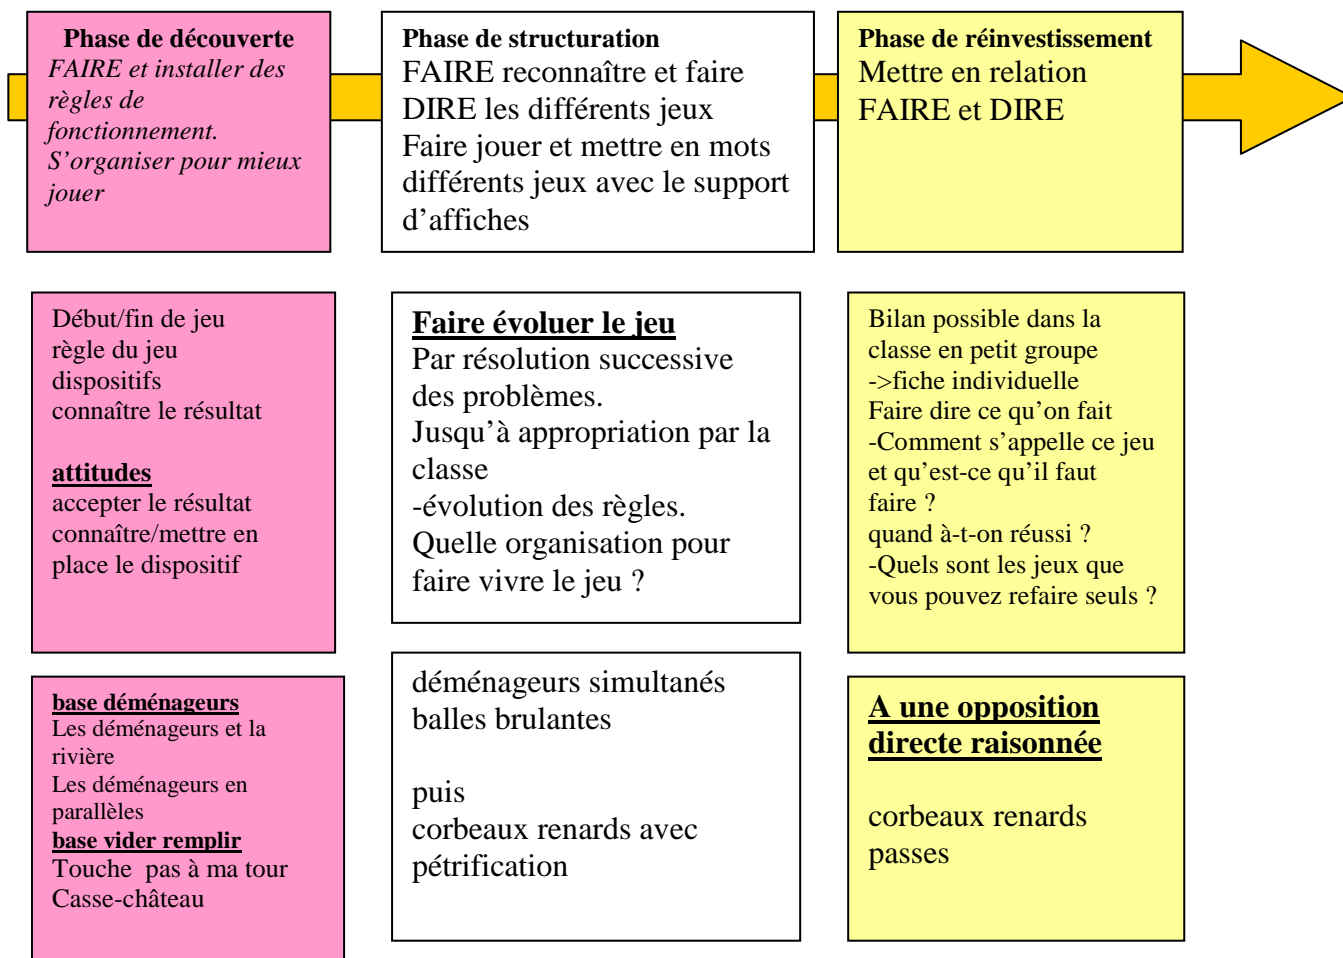 Phase de découverte
FAIRE et installer des
règles de
fonctionnement.
S’organiser pour mieux
jouer
Phase de structuration
FAIRE reconnaître et faire
DIRE les différents jeux
Faire jouer et mettre en mots
différents jeux avec le support
d’affiches
Phase de réinvestissement
Mettre en relation
FAIRE et DIRE
Début/fin de jeu
règle du jeu
dispositifs
connaître le résultat
attitudes
accepter le résultat
connaître/mettre en
place le dispositif
Faire évoluer le jeu
Par résolution successive
des problèmes.
Jusqu’à appropriation par la
classe
-évolution des règles.
Quelle organisation pour
faire vivre le jeu ?
Bilan possible dans la
classe en petit groupe
->fiche individuelle
Faire dire ce qu’on fait
-Comment s’appelle ce jeu
et qu’est-ce qu’il faut
faire ?
quand à-t-on réussi ?
-Quels sont les jeux que
vous pouvez refaire seuls ?
base déménageurs
Les déménageurs et la
rivière
Les déménageurs en
parallèles
base vider remplir
Touche pas à ma tour
Casse-château
déménageurs simultanés
balles brulantes
puis
corbeaux renards avec
pétrification
A une opposition
directe raisonnée
corbeaux renards
passes